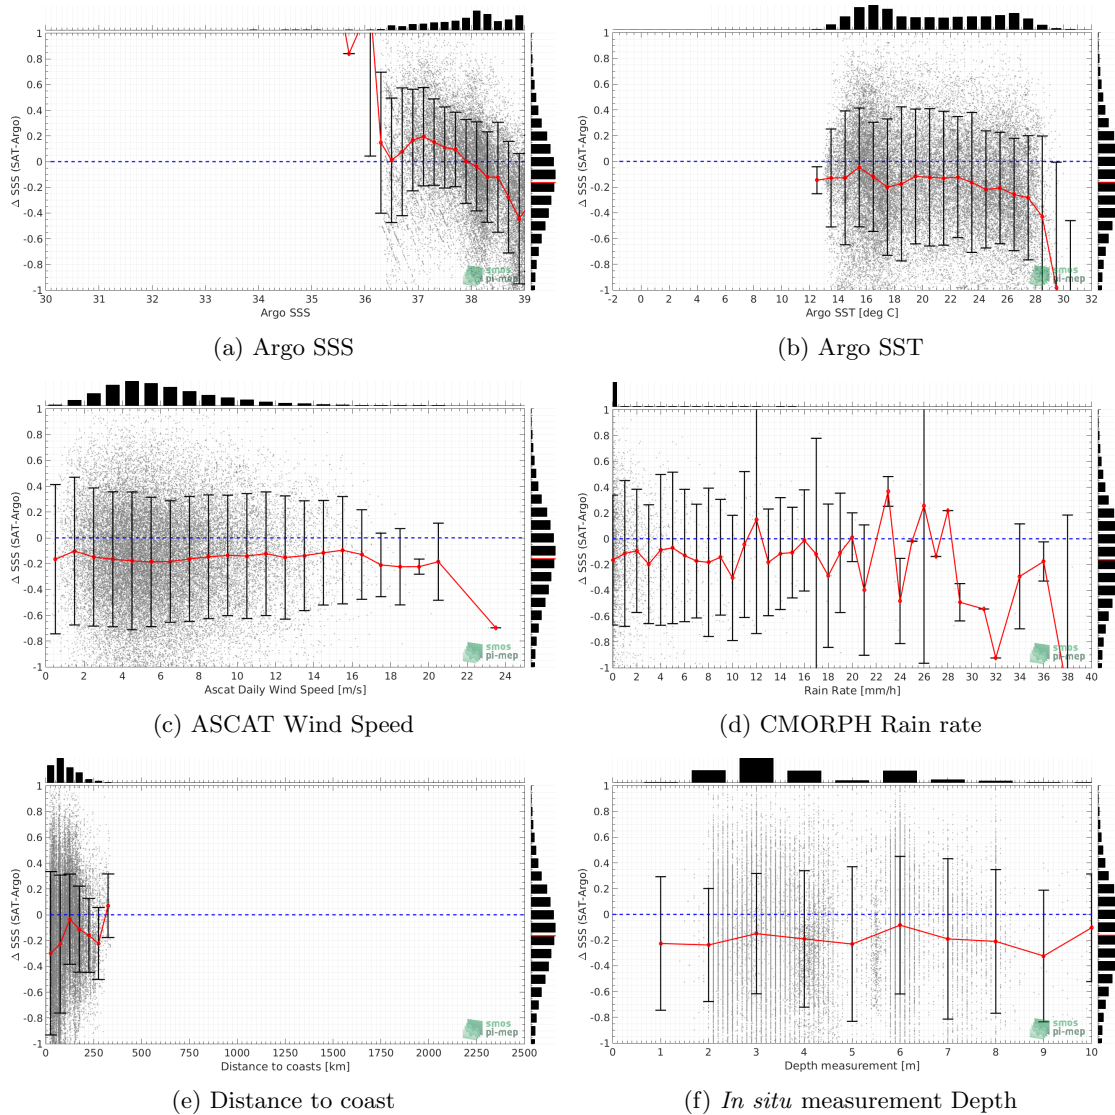 1
0.8
0.6
0.4
0.2
0
-0.2
-0.4
-0.6
-0.8
-1
Δ SSS (SAT-Argo)
30 31 32 33 34 35 36 37 38 39
Argo SSS
smos
pi-mep
(a) Argo SSS
1
0.8
0.6
0.4
0.2
0
-0.2
-0.4
-0.6
-0.8
-1
Δ SSS (SAT-Argo)
-2 0 2 4 6 8 10 12 14 16 18 20 22 24 26 28 30 32
Argo SST [deg C]
smos
pi-mep
(b) Argo SST
1
0.8
0.6
0.4
0.2
0
-0.2
-0.4
-0.6
-0.8
-1
Δ SSS (SAT-Argo)
0 2 4 6 8 10 12 14 16 18 20 22 24
Ascat Daily Wind Speed [m/s]
smos
pi-mep
(c) ASCAT Wind Speed
1
0.8
0.6
0.4
0.2
0
-0.2
-0.4
-0.6
-0.8
-1
Δ SSS (SAT-Argo)
0 2 4 6 8 10 12 14 16 18 20 22 24 26 28 30 32 34 36 38 40
Rain Rate [mm/h]
smos
pi-mep
(d) CMORPH Rain rate
1
0.8
0.6
0.4
0.2
0
-0.2
-0.4
-0.6
-0.8
-1
Δ SSS (SAT-Argo)
0 250 500 750 1000 1250 1500 1750 2000 2250 2500
Distance to coasts [km]
smos
pi-mep
(e) Distance to coast
1
0.8
0.6
0.4
0.2
0
-0.2
-0.4
-0.6
-0.8
-1
Δ SSS (SAT-Argo)
0 1 2 3 4 5 6 7 8 9 10
Depth measurement [m]
smos
pi-mep
(f) In situ measurement Depth